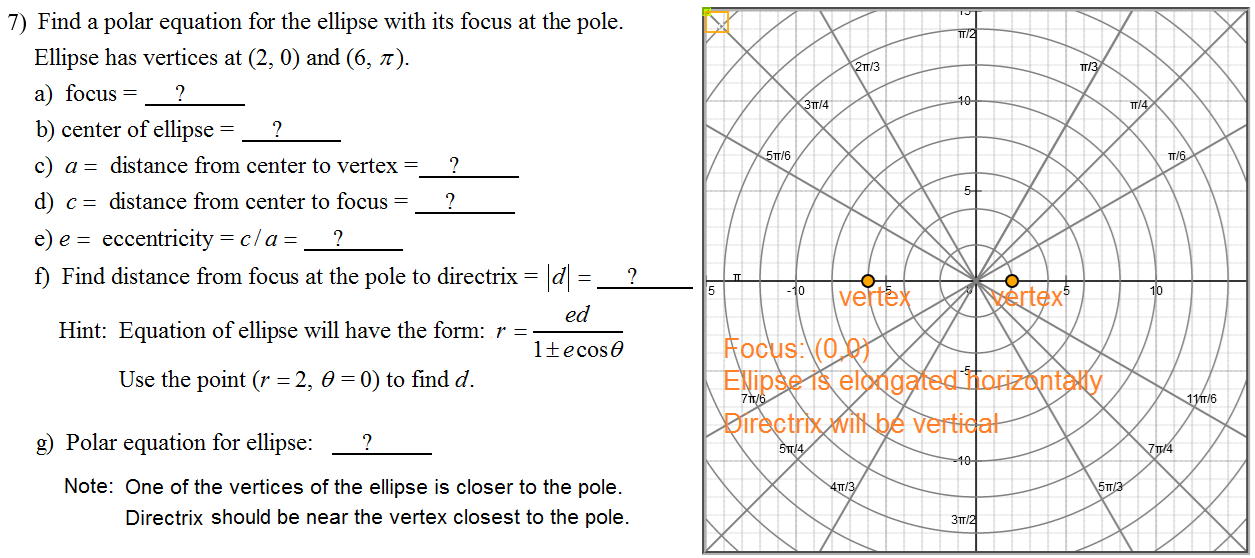 7) Find a polar equation for the ellipse with its focus at the pole.
Ellipse has vertices at (2, 0) and (6, π).
a) focus = ?
b) center of ellipse = ?
c) a = distance from center to vertex = ?
d) c = distance from center to focus = ?
e) e = eccentricity = c / a = ?
f) Find distance from focus at the pole to directrix = |d| = ?
Hint: Equation of ellipse will have the form: r = ed / 1 ± e cos θ
Use the point (r = 2, θ = 0) to find d.
g) Polar equation for ellipse: ?
Note: One of the vertices of the ellipse is closer to the pole.
Directrix should be near the vertex closest to the pole.
π/2
2π/3 π/3
3π/4 10 π/4
5π/6 π/6
5
π
5 -10 -5 0 5 10
vertex vertex
Focus: (0,0)
-5
Ellipse is elongated horizontally
7π/6 11π/6
Directrix will be vertical
5π/4 7π/4
-10
4π/3 5π/3
3π/2